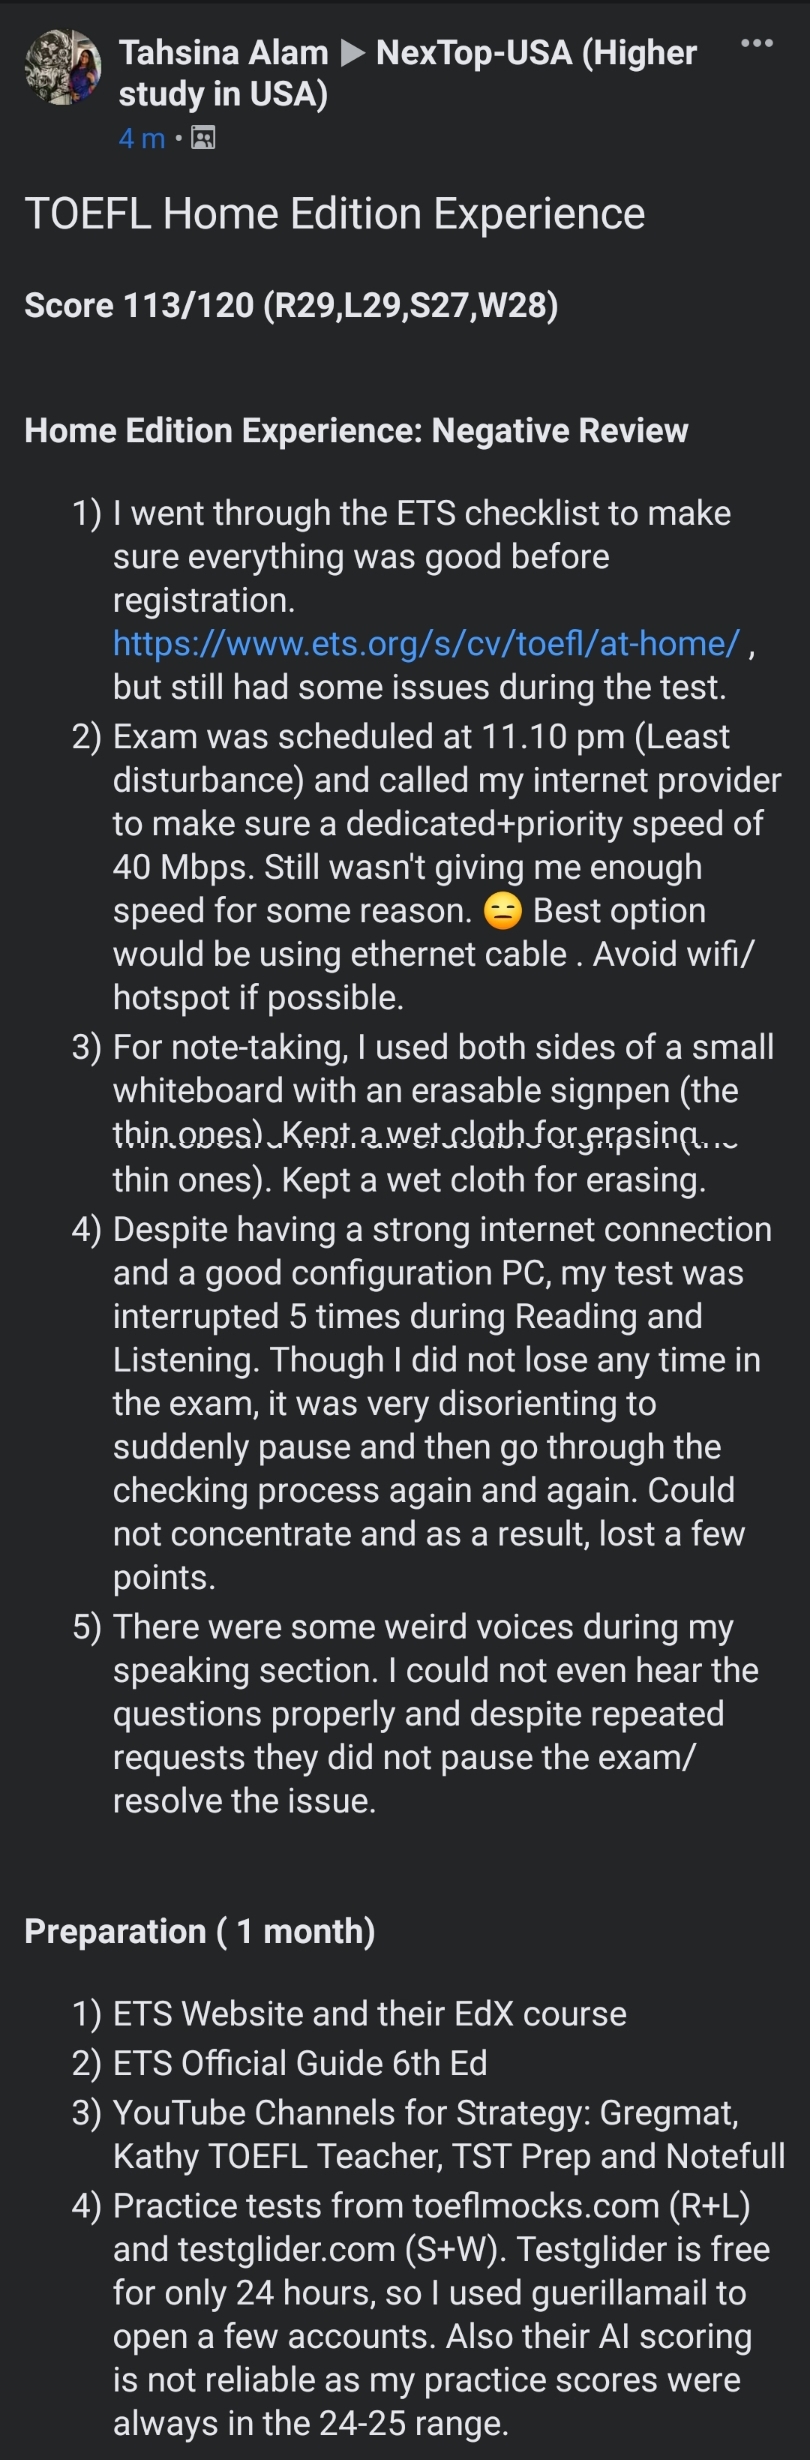 Tahsina Alam ▶ NexTop-USA (Higher
study in USA)
4 m •
TOEFL Home Edition Experience
Score 113/120 (R29,L29,S27,W28)
Home Edition Experience: Negative Review
1) I went through the ETS checklist to make
sure everything was good before
registration.
https://www.ets.org/s/cv/toefl/at-home/ ,
but still had some issues during the test.
2) Exam was scheduled at 11.10 pm (Least
disturbance) and called my internet provider
to make sure a dedicated+priority speed of
40 Mbps. Still wasn't giving me enough
speed for some reason. 😑 Best option
would be using ethernet cable . Avoid wifi/
hotspot if possible.
3) For note-taking, I used both sides of a small
whiteboard with an erasable signpen (the
thin ones). Kept a wet cloth for erasing.
thin ones). Kept a wet cloth for erasing.
4) Despite having a strong internet connection
and a good configuration PC, my test was
interrupted 5 times during Reading and
Listening. Though I did not lose any time in
the exam, it was very disorienting to
suddenly pause and then go through the
checking process again and again. Could
not concentrate and as a result, lost a few
points.
5) There were some weird voices during my
speaking section. I could not even hear the
questions properly and despite repeated
requests they did not pause the exam/
resolve the issue.
Preparation ( 1 month)
1) ETS Website and their EdX course
2) ETS Official Guide 6th Ed
3) YouTube Channels for Strategy: Gregmat,
Kathy TOEFL Teacher, TST Prep and Notefull
4) Practice tests from toeflmocks.com (R+L)
and testglider.com (S+W). Testglider is free
for only 24 hours, so I used guerillamail to
open a few accounts. Also their AI scoring
is not reliable as my practice scores were
always in the 24-25 range.